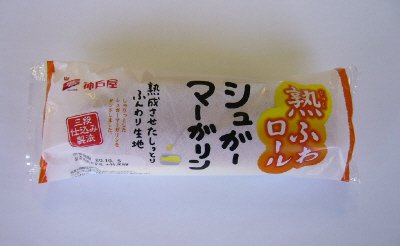 神戸屋
熟ふわ
ロール
シュガー
マーガリン
熟成させたしっとり
ふんわり生地
三段
仕込み
製法